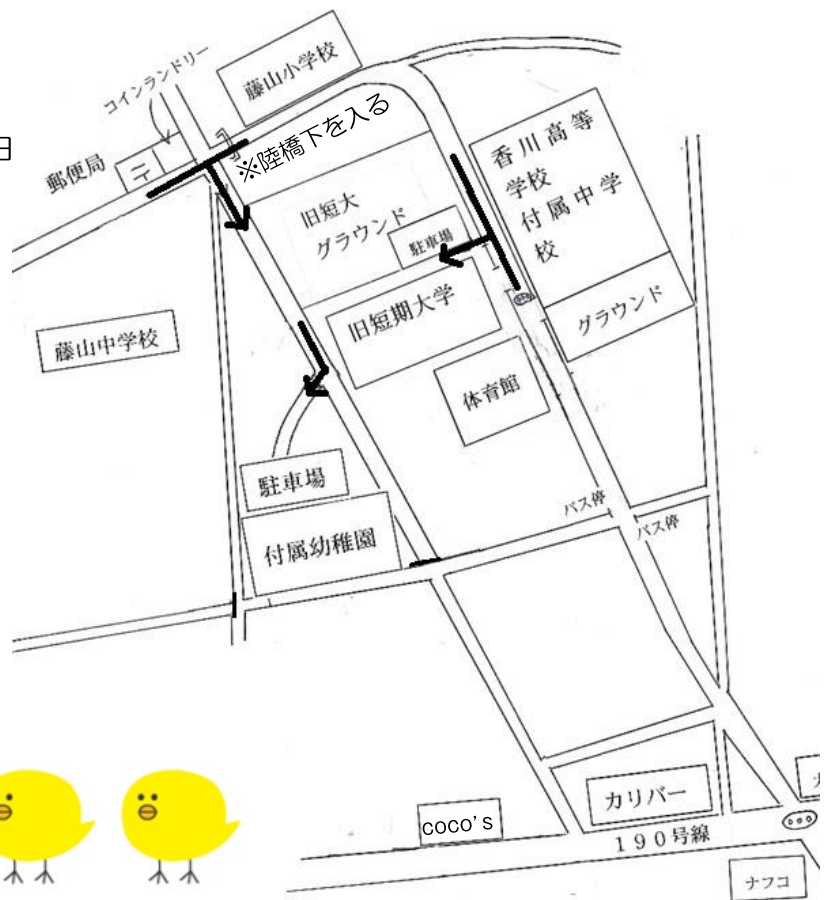 藤山小学校
コインランドリー
※陸橋下を入る
郵便局
〒
香川高等
学校
付属中学
校
旧短大
グラウンド
駐車場
旧短期大学
グラウンド
藤山中学校
体育館
駐車場
バス停
バス停
付属幼稚園
カリバー
coco's
190号線
ナフコ